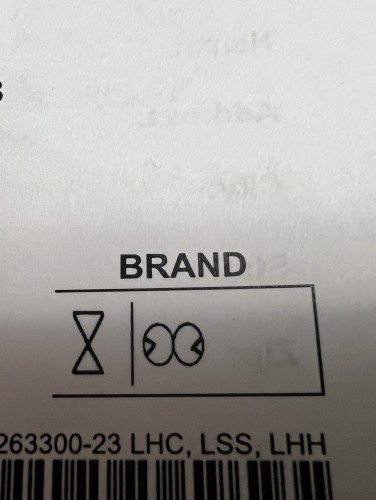 BRAND
263300-23 LHC, LSS, LHH